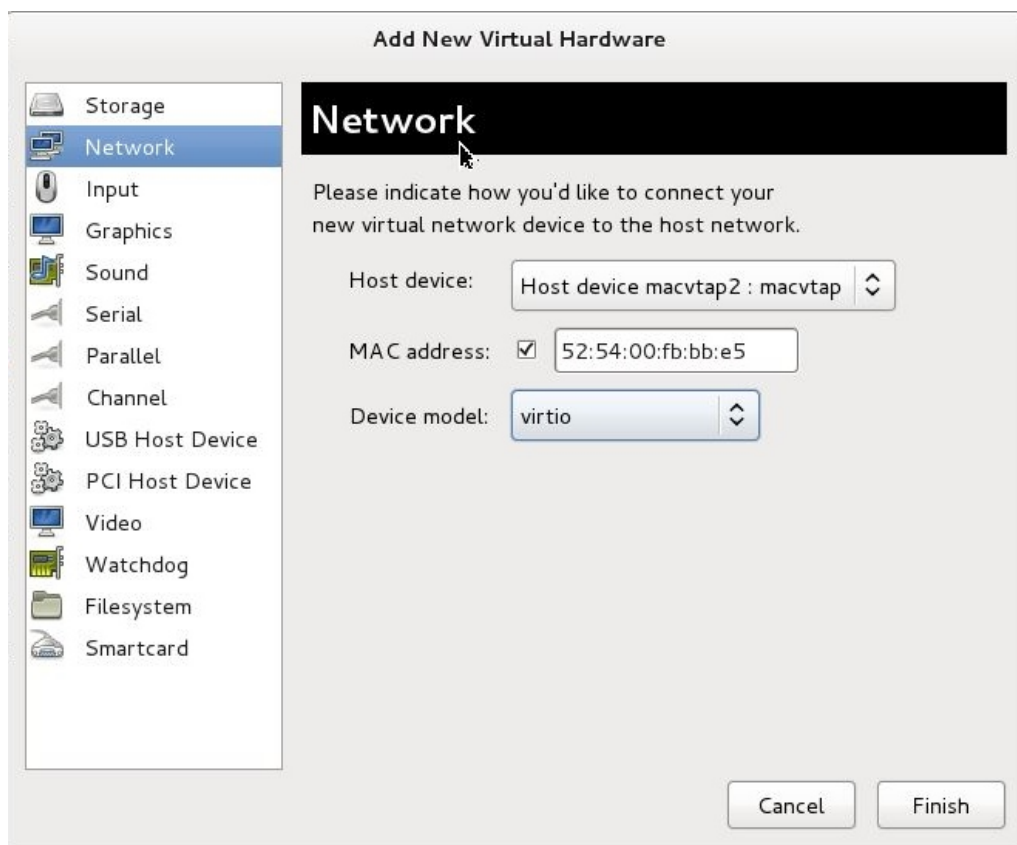 Add New Virtual Hardware
Storage
Network
Input
Graphics
Sound
Serial
Parallel
Channel
USB Host Device
PCI Host Device
Video
Watchdog
Filesystem
Smartcard
Network
Please indicate how you'd like to connect your
new virtual network device to the host network.
Host device: Host device macvtap2 : macvtap
MAC address: 52:54:00:fb:bb:e5
Device model: virtio
Cancel Finish